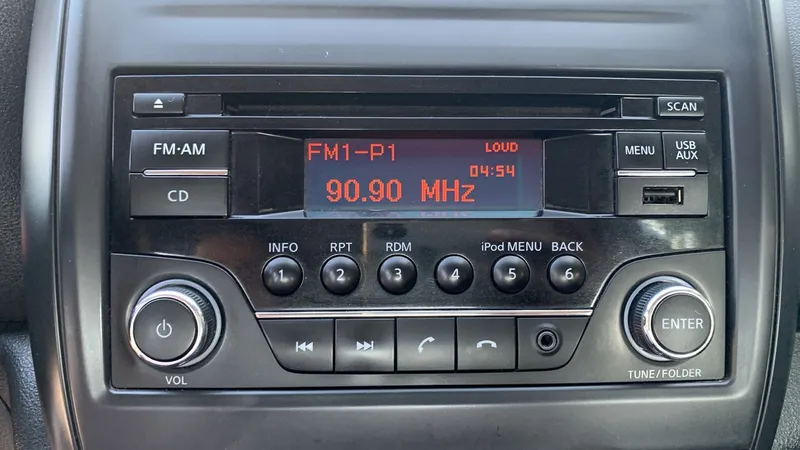 SCAN
FM·AM
CD
FM1-P1
LOUD
04:54
90.90 MHz
MENU
USB AUX
INFO
RPT
RDM
iPod MENU
BACK
1
2
3
4
5
6
VOL
ENTER
TUNE/FOLDER